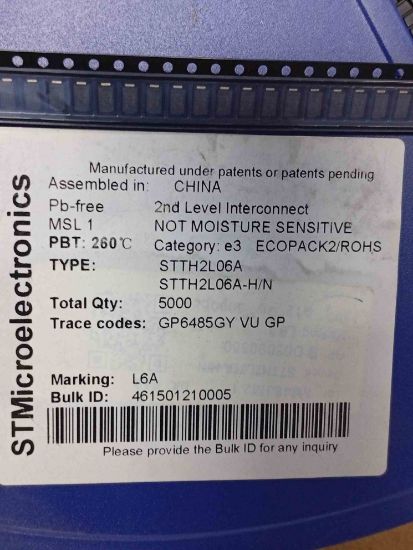 STMicroelectronics
Manufactured under patents or patents pending
Assembled in: CHINA
Pb-free 2nd Level Interconnect
MSL 1 NOT MOISTURE SENSITIVE
PBT: 260℃ Category: e3 ECOPACK2/ROHS
TYPE: STTH2L06A
STTH2L06A-H/N
Total Qty: 5000
Trace codes: GP6485GY VU GP
Marking: L6A
Bulk ID: 461501210005
Please provide the Bulk ID for any inquiry